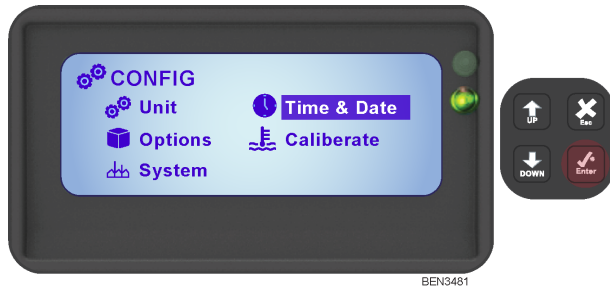 CONFIG
Unit
Time & Date
Options
Caliberate
System
UP
Esc
DOWN
Enter
BEN3481